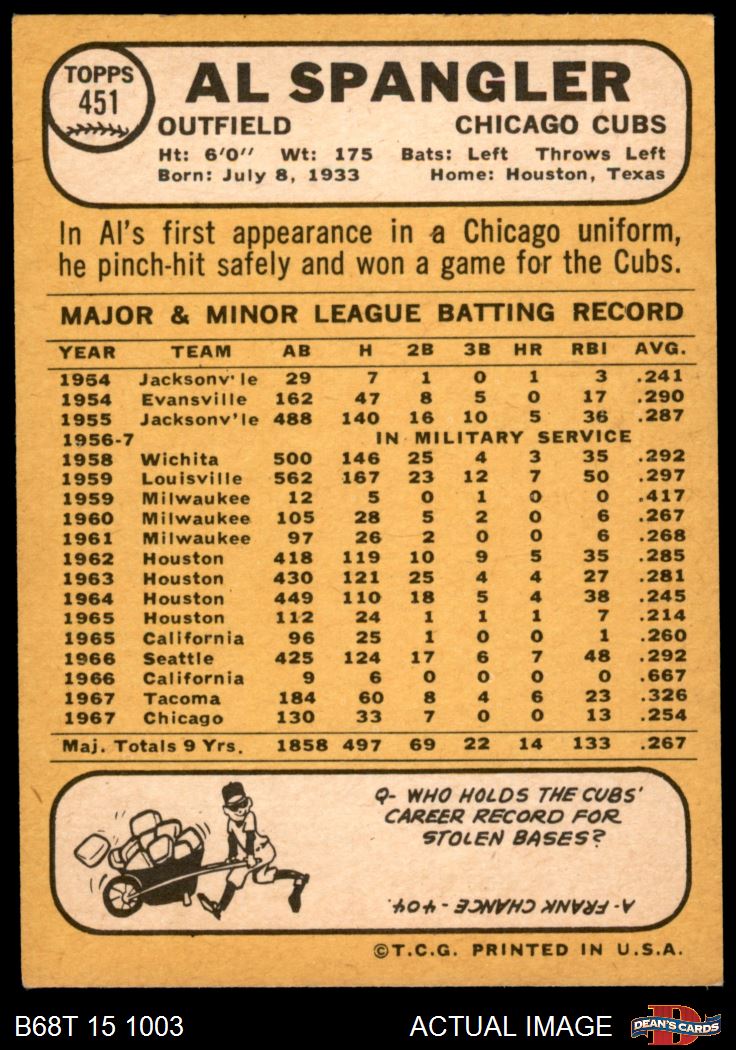 TOPPS
451
AL SPANGLER
OUTFIELD CHICAGO CUBS
Ht: 6'0" Wt: 175 Bats: Left Throws Left
Born: July 8, 1933 Home: Houston, Texas
In Al's first appearance in a Chicago uniform,
he pinch-hit safely and won a game for the Cubs.
MAJOR & MINOR LEAGUE BATTING RECORD
YEAR TEAM AB H 2B 3B HR RBI AVG.
1954 Jacksonv'le 29 7 1 0 1 3 .241
1954 Evansville 162 47 8 5 0 17 .290
1955 Jacksonv'le 488 140 16 10 5 36 .287
1956-7 IN MILITARY SERVICE
1958 Wichita 500 146 25 4 3 35 .292
1959 Louisville 562 167 23 12 7 50 .297
1959 Milwaukee 12 5 0 1 0 0 .417
1960 Milwaukee 105 28 5 2 0 6 .267
1961 Milwaukee 97 26 2 0 0 6 .268
1962 Houston 418 119 10 9 5 35 .285
1963 Houston 430 121 25 4 4 27 .281
1964 Houston 449 110 18 5 4 38 .245
1965 Houston 112 24 1 1 1 7 .214
1965 California 96 25 1 0 0 1 .260
1966 Seattle 425 124 17 6 7 48 .292
1966 California 9 6 0 0 0 0 .667
1967 Tacoma 184 60 8 4 6 23 .326
1967 Chicago 130 33 7 0 0 13 .254
Maj. Totals 9 Yrs. 1858 497 69 22 14 133 .267
Q- WHO HOLDS THE CUBS'
CAREER RECORD FOR
STOLEN BASES?
A- FRANK CHANCE - 404.
©T.C.G. PRINTED IN U.S.A.
B68T 15 1003 ACTUAL IMAGE DEAN'S CARDS